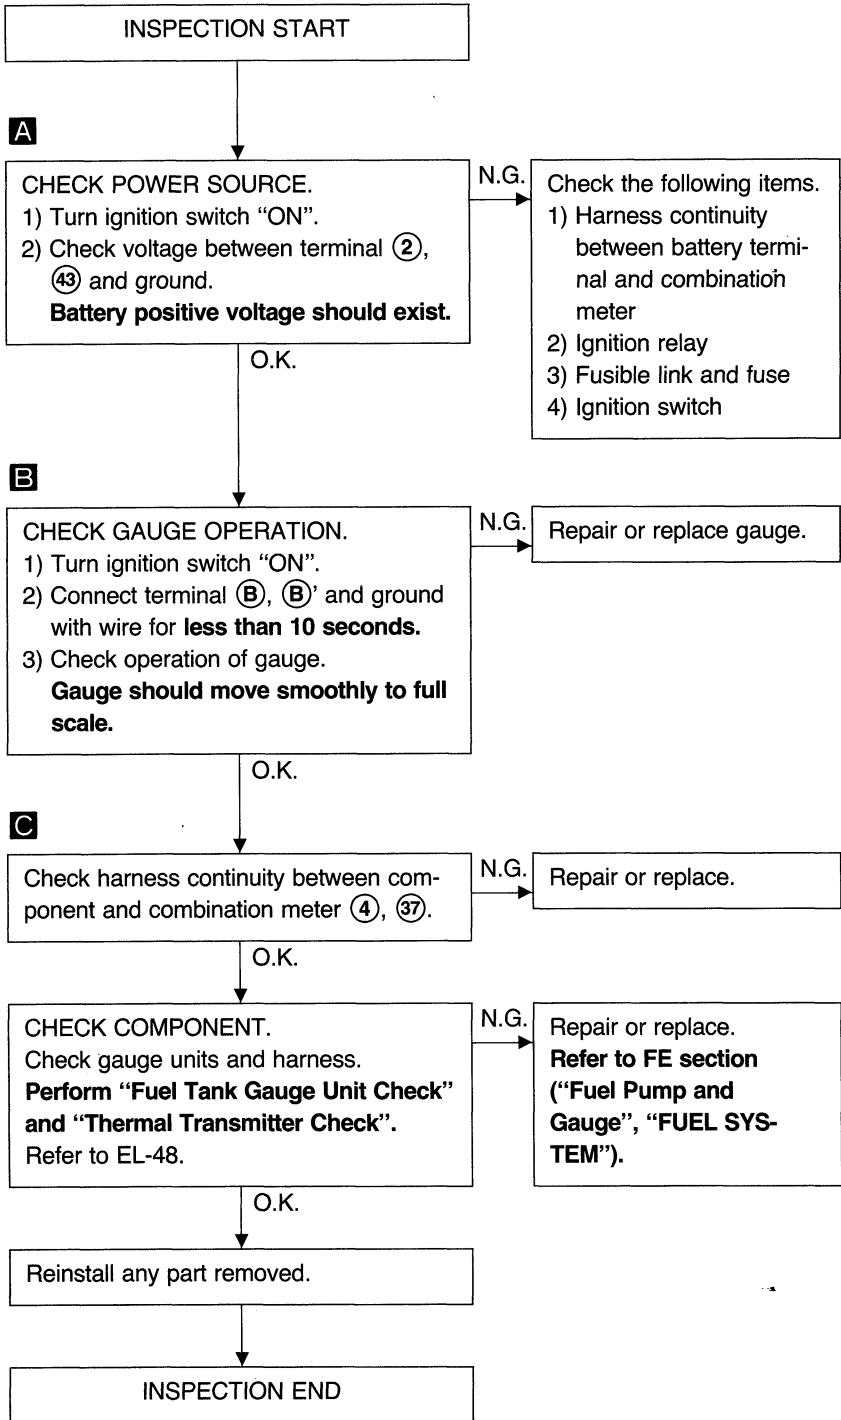 INSPECTION START
A
CHECK POWER SOURCE.
1) Turn ignition switch “ON”.
2) Check voltage between terminal ②,
㊸ and ground.
Battery positive voltage should exist.
N.G.
Check the following items.
1) Harness continuity
between battery termi-
nal and combination
meter
2) Ignition relay
3) Fusible link and fuse
4) Ignition switch
O.K.
B
CHECK GAUGE OPERATION.
1) Turn ignition switch “ON”.
2) Connect terminal Ⓑ, Ⓑ’ and ground
with wire for less than 10 seconds.
3) Check operation of gauge.
Gauge should move smoothly to full
scale.
N.G.
Repair or replace gauge.
O.K.
C
Check harness continuity between com-
ponent and combination meter ④, ㊲.
N.G.
Repair or replace.
O.K.
CHECK COMPONENT.
Check gauge units and harness.
Perform “Fuel Tank Gauge Unit Check”
and “Thermal Transmitter Check”.
Refer to EL-48.
N.G.
Repair or replace.
Refer to FE section
(“Fuel Pump and
Gauge”, “FUEL SYS-
TEM”).
O.K.
Reinstall any part removed.
INSPECTION END